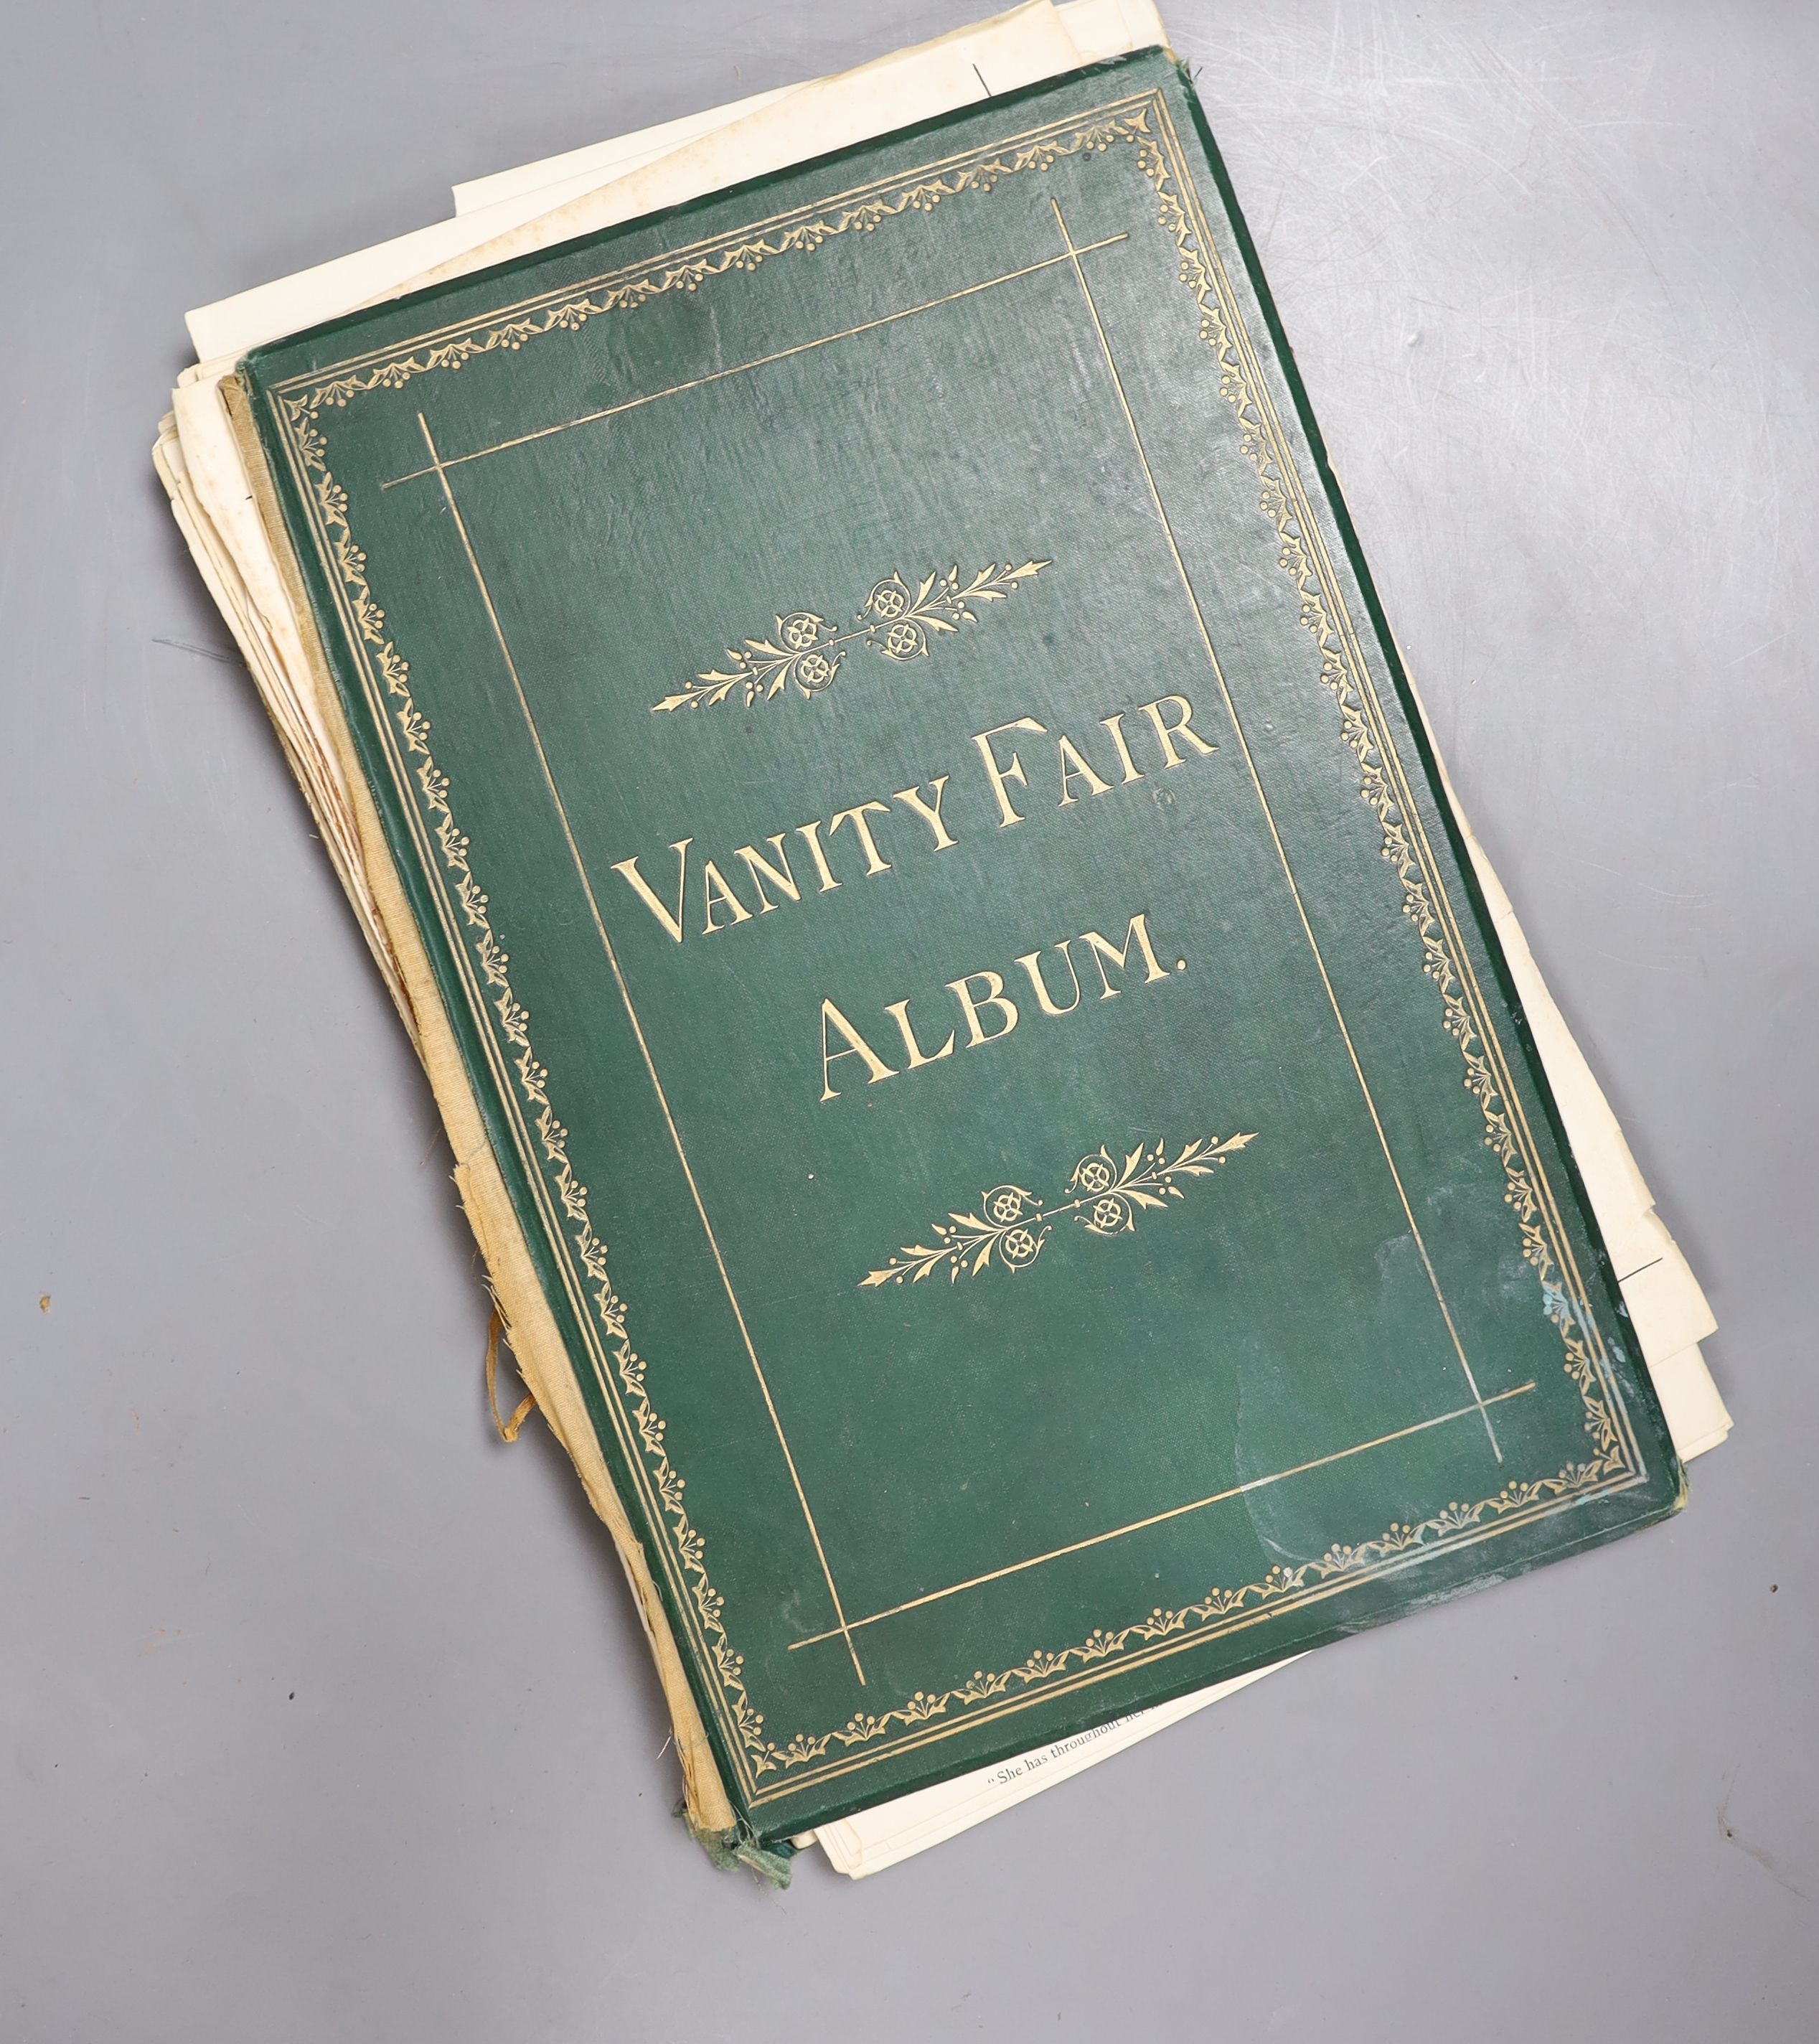 VANITY FAIR
ALBUM.
"She has throughout her